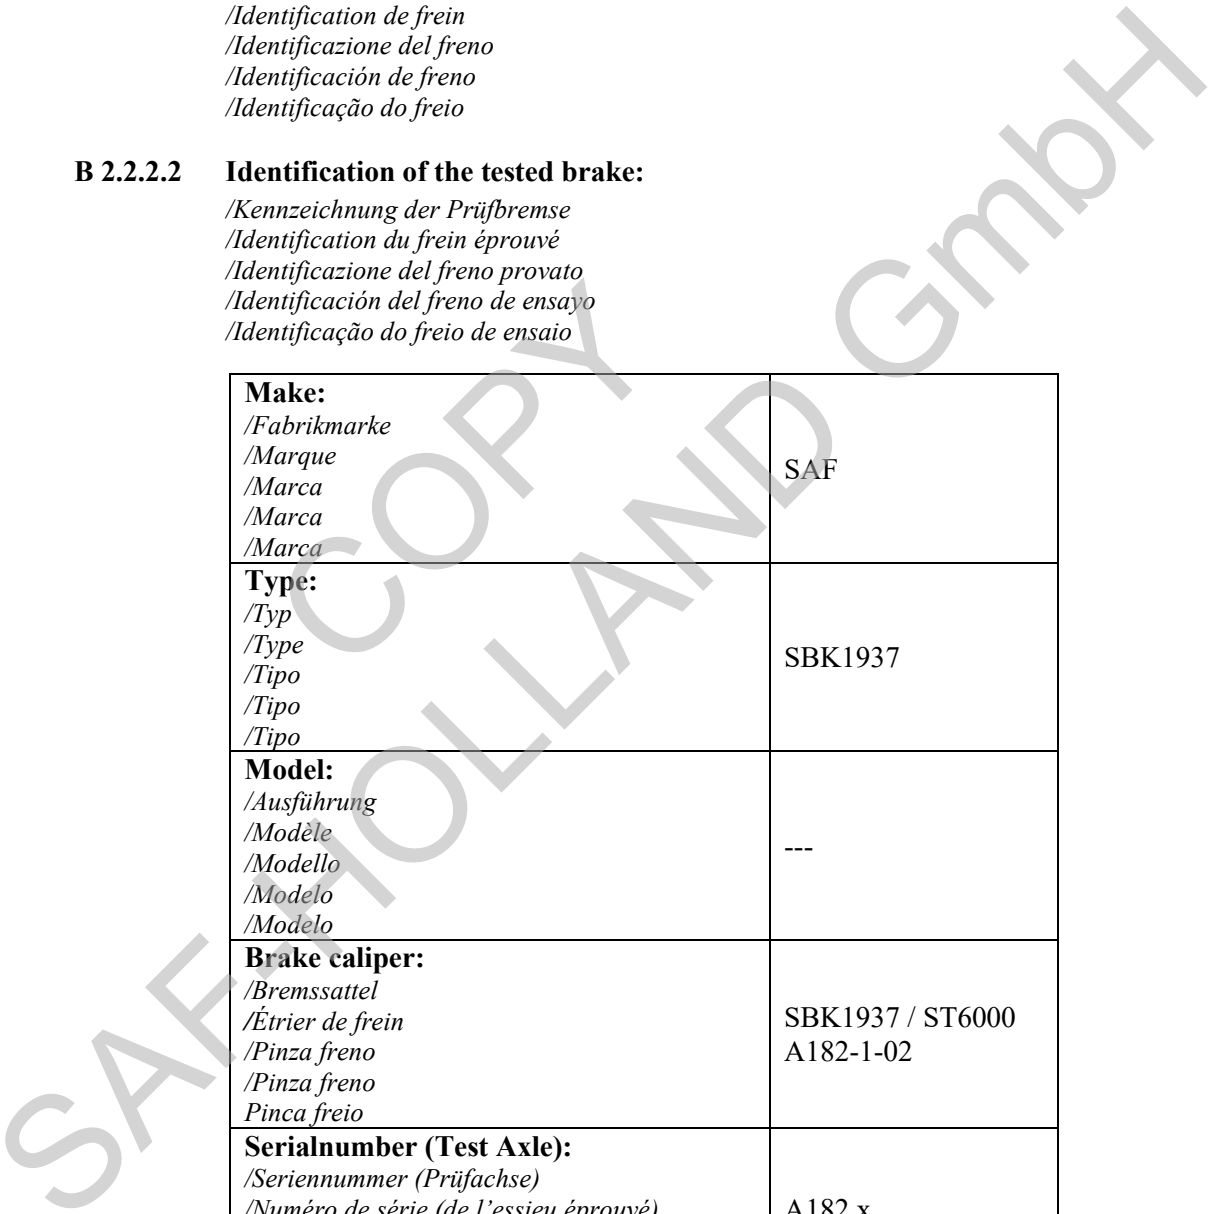 /Identification de frein
/Identificazione del freno
/Identificación de freno
/Identificação do freio
B 2.2.2.2 Identification of the tested brake:
/Kennzeichnung der Prüfbremse
/Identification du frein éprouvé
/Identificazione del freno provato
/Identificación del freno de ensayo
/Identificação do freio de ensaio
Make:
/Fabrikmarke
/Marque
/Marca
/Marca
/Marca
SAF
Type:
/Typ
/Type
/Tipo
/Tipo
/Tipo
SBK1937
Model:
/Ausführung
/Modèle
/Modello
/Modelo
/Modelo
---
Brake caliper:
/Bremssattel
/Étrier de frein
/Pinza freno
/Pinza freno
Pinca freio
SBK1937 / ST6000
A182-1-02
Serialnumber (Test Axle):
/Seriennummer (Prüfachse)
/Numéro de série (de l’essieu éprouvé)
A182.x
COPY
SAF-HOLLAND GmbH